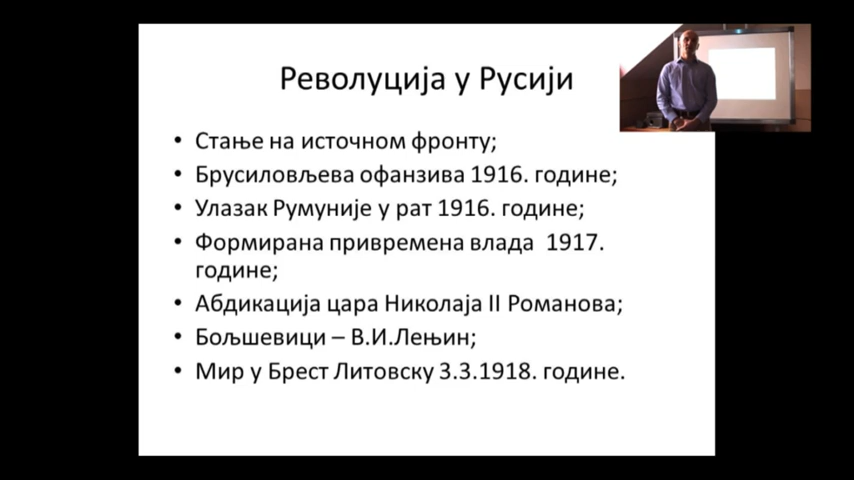 Револуција у Русији
• Стање на источном фронту;
• Брусиловљева офанзива 1916. године;
• Улазак Румуније у рат 1916. године;
• Формирана привремена влада 1917.
године;
• Абдикација цара Николаја II Романова;
• Бољшевици – В.И.Лењин;
• Мир у Брест Литовску 3.3.1918. године.